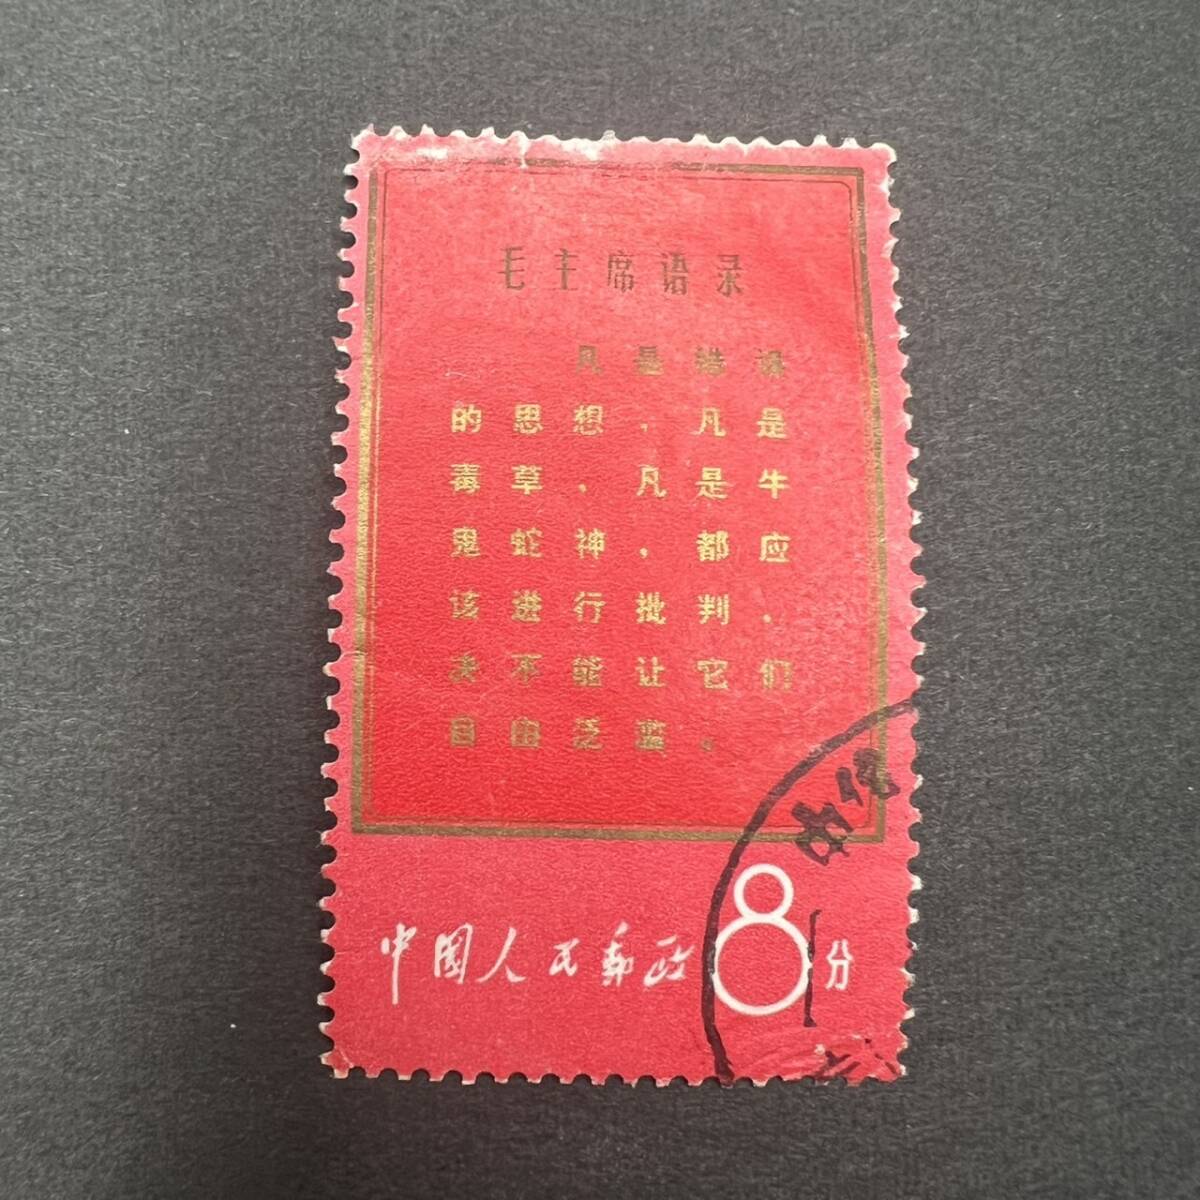 毛主席语录
凡是错误
的思想，凡是
毒草，凡是牛
鬼蛇神，都应
该进行批判，
决不能让它们
自由泛滥。
中国人民邮政 8分